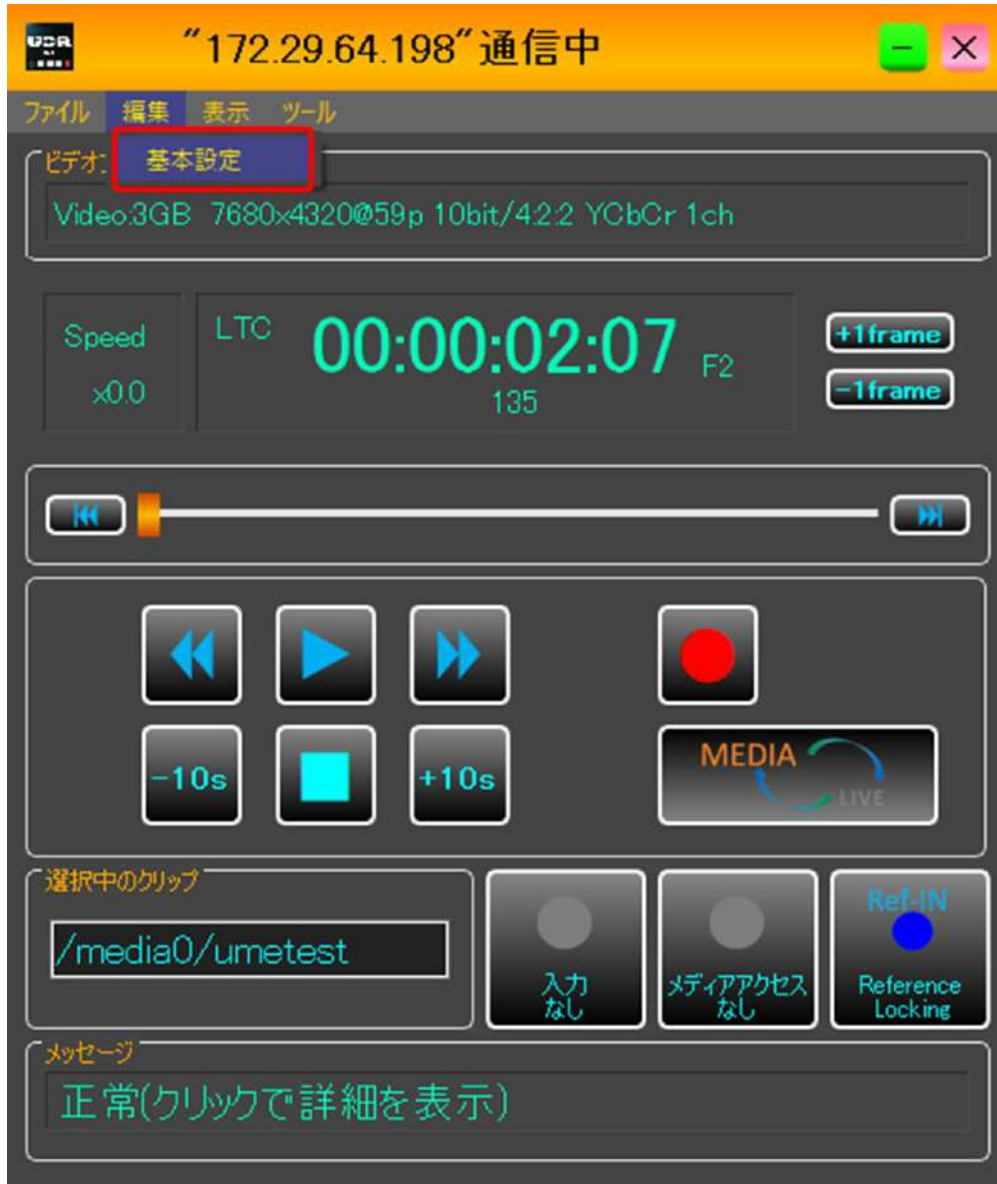 UDR
"172.29.64.198"通信中
ファイル 編集 表示 ツール
基本設定
Video:3GB 7680x4320@59p 10bit/4:2:2 YCbCr 1ch
Speed
x0.0
LTC
00:00:02:07 F2
135
+1frame
-1frame
-10s
+10s
MEDIA
LIVE
選択中のクリップ
/media0/umetest
入力
なし
メディアアクセス
なし
Ref-IN
Reference
Locking
メッセージ
正常(クリックで詳細を表示)